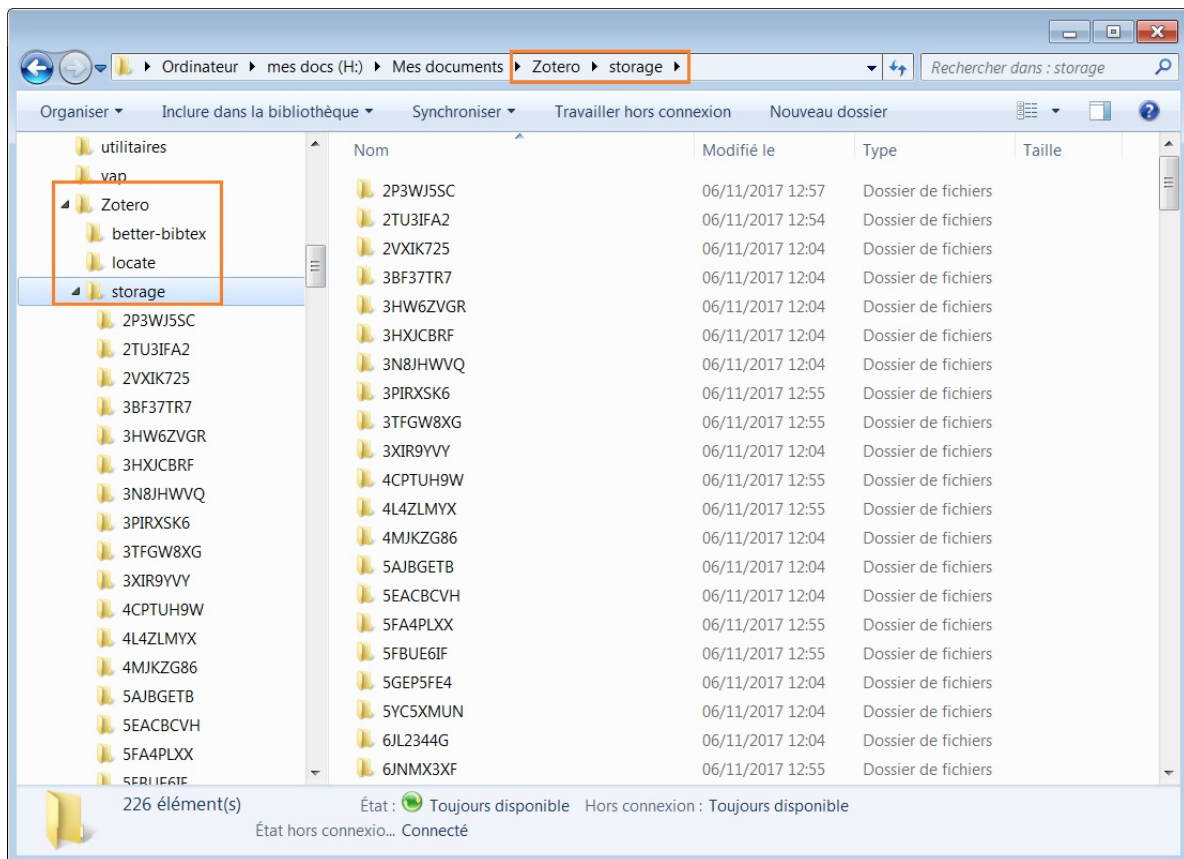 Ordinateur mes docs (H:) Mes documents Zotero storage Rechercher dans : storage
Organiser Inclure dans la bibliothèque Synchroniser Travailler hors connexion Nouveau dossier
utilitaires
vap
Zotero
better-bibtex
locate
storage
2P3WJ5SC
2TU3IFA2
2VXIK725
3BF37TR7
3HW6ZVGR
3HXJCBRF
3N8JHWVQ
3PIRXSK6
3TFGW8XG
3XIR9YVY
4CPTUH9W
4L4ZLMYX
4MJKZG86
5AJBGETB
5EACBCVH
5FA4PLXX
5FBUE6IF
Nom Modifié le Type Taille
2P3WJ5SC 06/11/2017 12:57 Dossier de fichiers
2TU3IFA2 06/11/2017 12:54 Dossier de fichiers
2VXIK725 06/11/2017 12:04 Dossier de fichiers
3BF37TR7 06/11/2017 12:04 Dossier de fichiers
3HW6ZVGR 06/11/2017 12:04 Dossier de fichiers
3HXJCBRF 06/11/2017 12:04 Dossier de fichiers
3N8JHWVQ 06/11/2017 12:04 Dossier de fichiers
3PIRXSK6 06/11/2017 12:55 Dossier de fichiers
3TFGW8XG 06/11/2017 12:55 Dossier de fichiers
3XIR9YVY 06/11/2017 12:04 Dossier de fichiers
4CPTUH9W 06/11/2017 12:55 Dossier de fichiers
4L4ZLMYX 06/11/2017 12:55 Dossier de fichiers
4MJKZG86 06/11/2017 12:04 Dossier de fichiers
5AJBGETB 06/11/2017 12:04 Dossier de fichiers
5EACBCVH 06/11/2017 12:04 Dossier de fichiers
5FA4PLXX 06/11/2017 12:55 Dossier de fichiers
5FBUE6IF 06/11/2017 12:55 Dossier de fichiers
5GEP5FE4 06/11/2017 12:04 Dossier de fichiers
5YC5XMUN 06/11/2017 12:04 Dossier de fichiers
6JL2344G 06/11/2017 12:04 Dossier de fichiers
6JNMX3XF 06/11/2017 12:55 Dossier de fichiers
226 élément(s) État : Toujours disponible Hors connexion : Toujours disponible
État hors connexio... Connecté